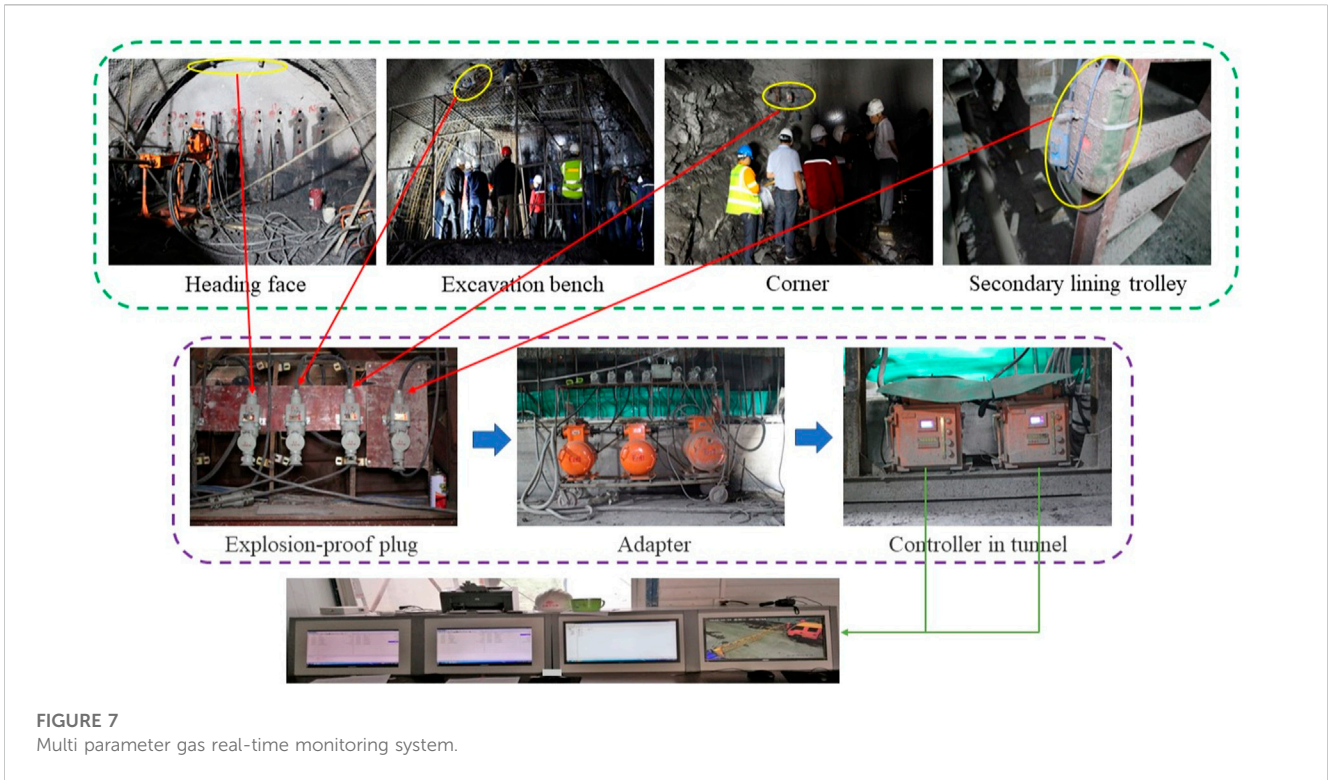 Heading face
Excavation bench
Corner
Secondary lining trolley
Explosion-proof plug
Adapter
Controller in tunnel
FIGURE 7
Multi parameter gas real-time monitoring system.